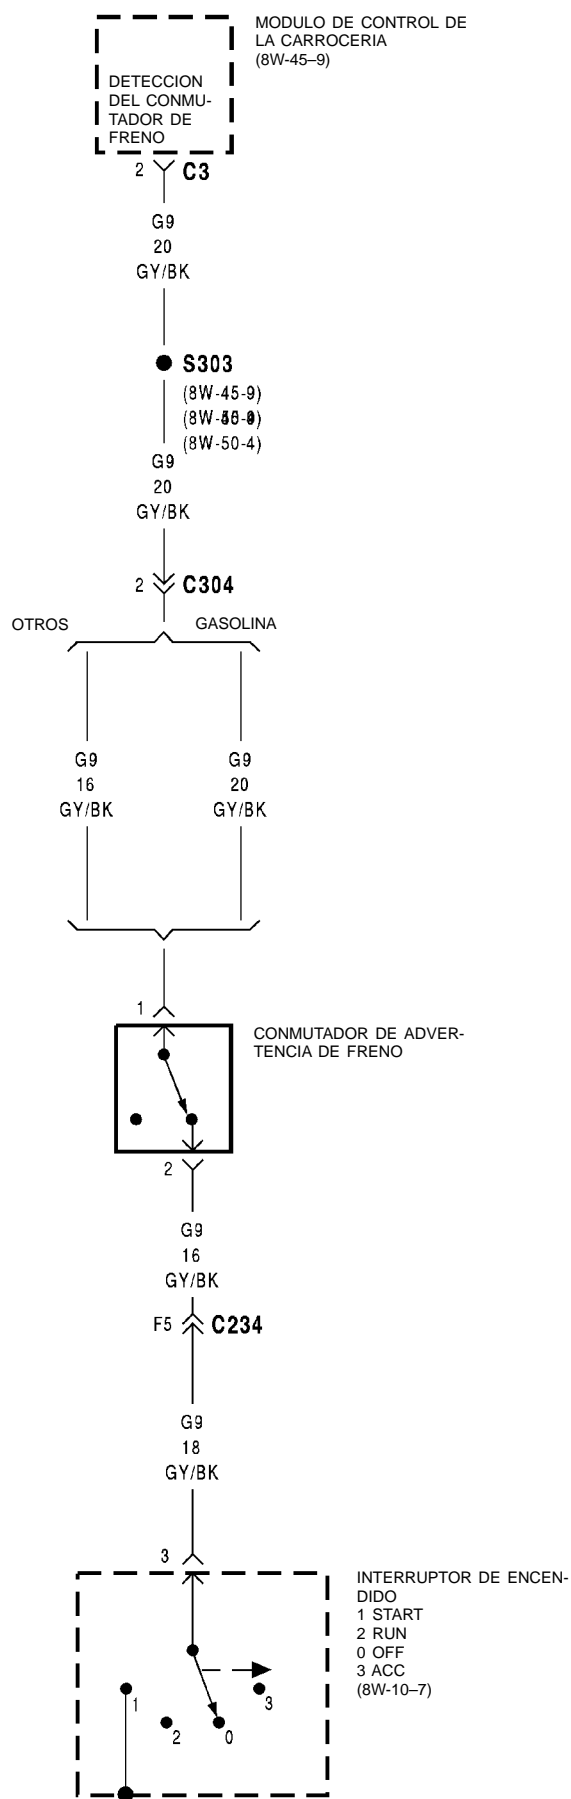 MODULO DE CONTROL DE
LA CARROCERIA
(8W-45–9)
DETECCION
DEL CONMU-
TADOR DE
FRENO
2 C3
G9
20
GY/BK
S303
(8W-45-9)
(8W-50-4)
G9
20
GY/BK
2 C304
OTROS GASOLINA
G9 G9
16 20
GY/BK GY/BK
1
CONMUTADOR DE ADVER-
TENCIA DE FRENO
2
G9
16
GY/BK
F5 C234
G9
18
GY/BK
3
INTERRUPTOR DE ENCEN-
DIDO
1 START
2 RUN
0 OFF
3 ACC
(8W-10–7)
1 3
2 0